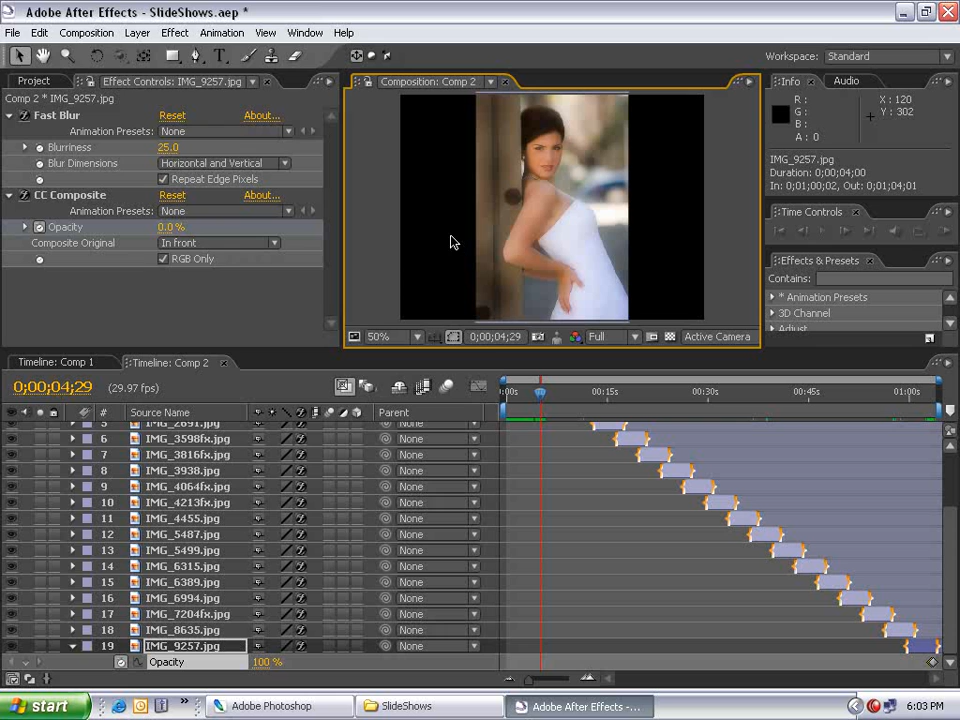 Adobe After Effects - SlideShows.aep *
File Edit Composition Layer Effect Animation View Window Help
Workspace: Standard
Project Effect Controls: IMG_9257.jpg
Composition: Comp 2
Info Audio
Comp 2 * IMG_9257.jpg
Fast Blur Reset About...
Animation Presets: None
Blurriness 25.0
Blur Dimensions Horizontal and Vertical
Repeat Edge Pixels
CC Composite Reset About...
Animation Presets: None
Opacity 0.0 %
Composite Original In front
RGB Only
R :
G :
B :
A : 0
X : 120
Y : 302
IMG_9257.jpg
Duration: 0;00;04;00
In: 0;01;00;02, Out: 0;01;04;01
Time Controls
Effects & Presets
Contains:
* Animation Presets
3D Channel
Adjust
50% 0;00;04;29 Full Active Camera
Timeline: Comp 1 Timeline: Comp 2
0;00;04;29 (29.97 fps)
:00s 00:15s 00:30s 00:45s 01:00s
# Source Name Parent
5 IMG_2691.jpg None
6 IMG_3598fx.jpg None
7 IMG_3816fx.jpg None
8 IMG_3938.jpg None
9 IMG_4064fx.jpg None
10 IMG_4213fx.jpg None
11 IMG_4455.jpg None
12 IMG_5487.jpg None
13 IMG_5499.jpg None
14 IMG_6315.jpg None
15 IMG_6389.jpg None
16 IMG_6994.jpg None
17 IMG_7204fx.jpg None
18 IMG_8635.jpg None
19 IMG_9257.jpg None
Opacity 100 %
start Adobe Photoshop SlideShows Adobe After Effects -... 6:03 PM